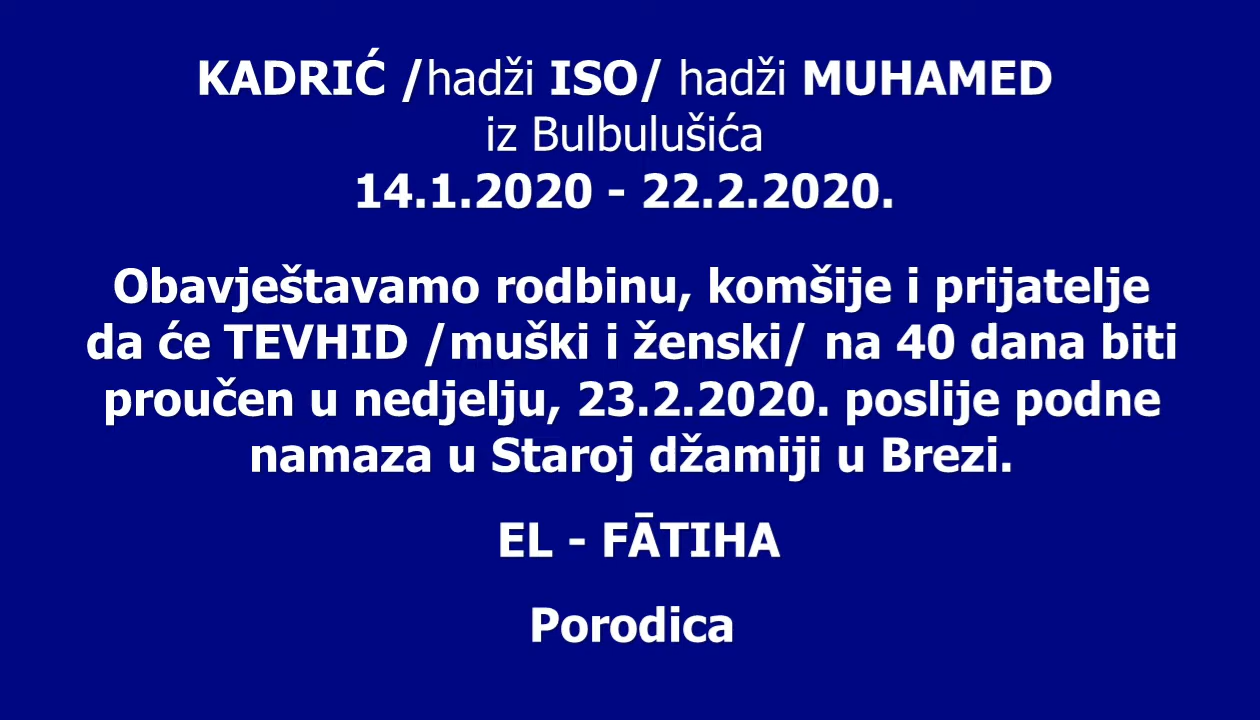 KADRIĆ /hadži ISO/ hadži MUHAMED
iz Bulbulušića
14.1.2020 - 22.2.2020.
Obavještavamo rodbinu, komšije i prijatelje
da će TEVHID /muški i ženski/ na 40 dana biti
proučen u nedjelju, 23.2.2020. poslije podne
namaza u Staroj džamiji u Brezi.
EL - FĀTIHA
Porodica